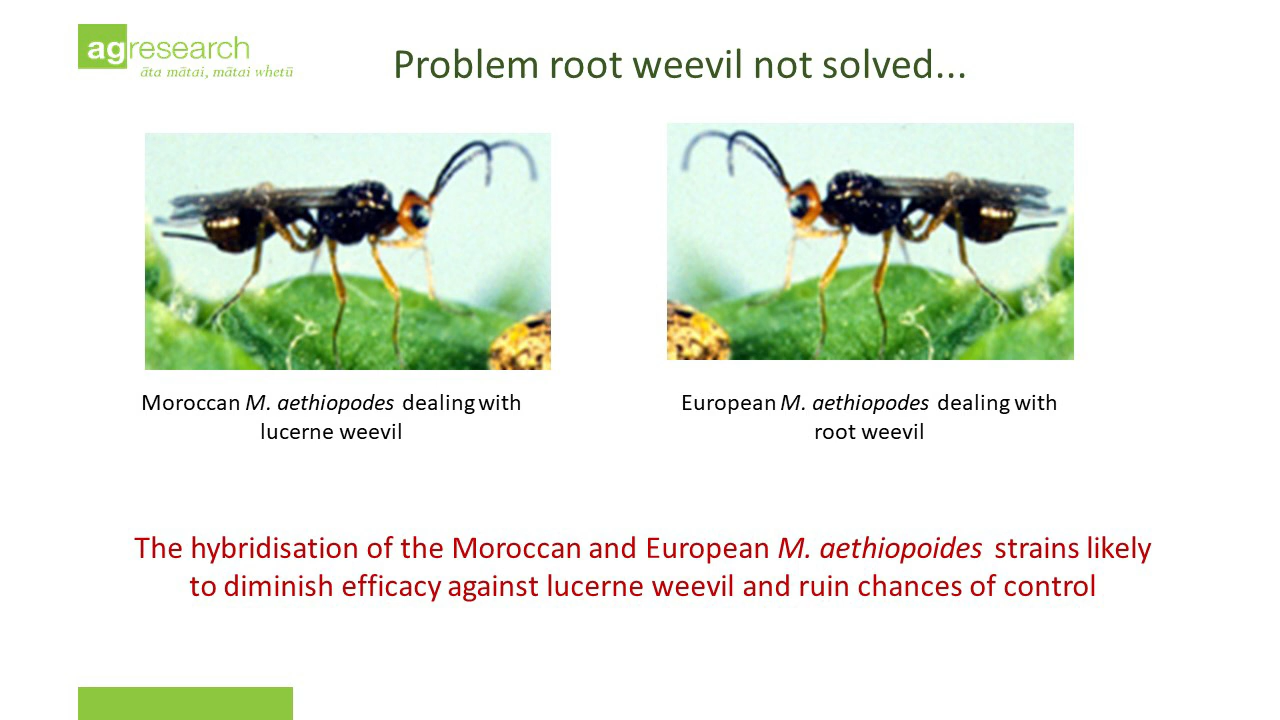 agresearch
āta mātai, mātai whetū
Problem root weevil not solved...
Moroccan M. aethiopodes dealing with
lucerne weevil
European M. aethiopodes dealing with
root weevil
The hybridisation of the Moroccan and European M. aethiopoides strains likely
to diminish efficacy against lucerne weevil and ruin chances of control